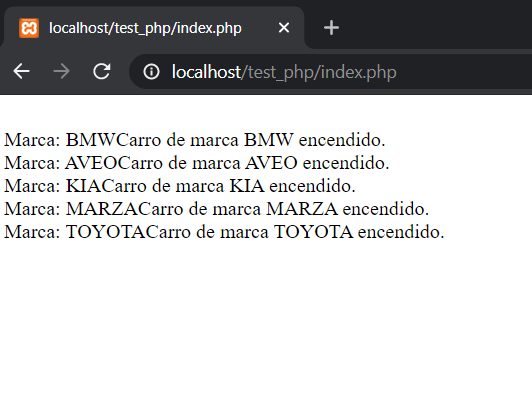 localhost/test_php/index.php
localhost/test_php/index.php
Marca: BMWCarro de marca BMW encendido.
Marca: AVEOCarro de marca AVEO encendido.
Marca: KIACarro de marca KIA encendido.
Marca: MARZACarro de marca MARZA encendido.
Marca: TOYOTACarro de marca TOYOTA encendido.